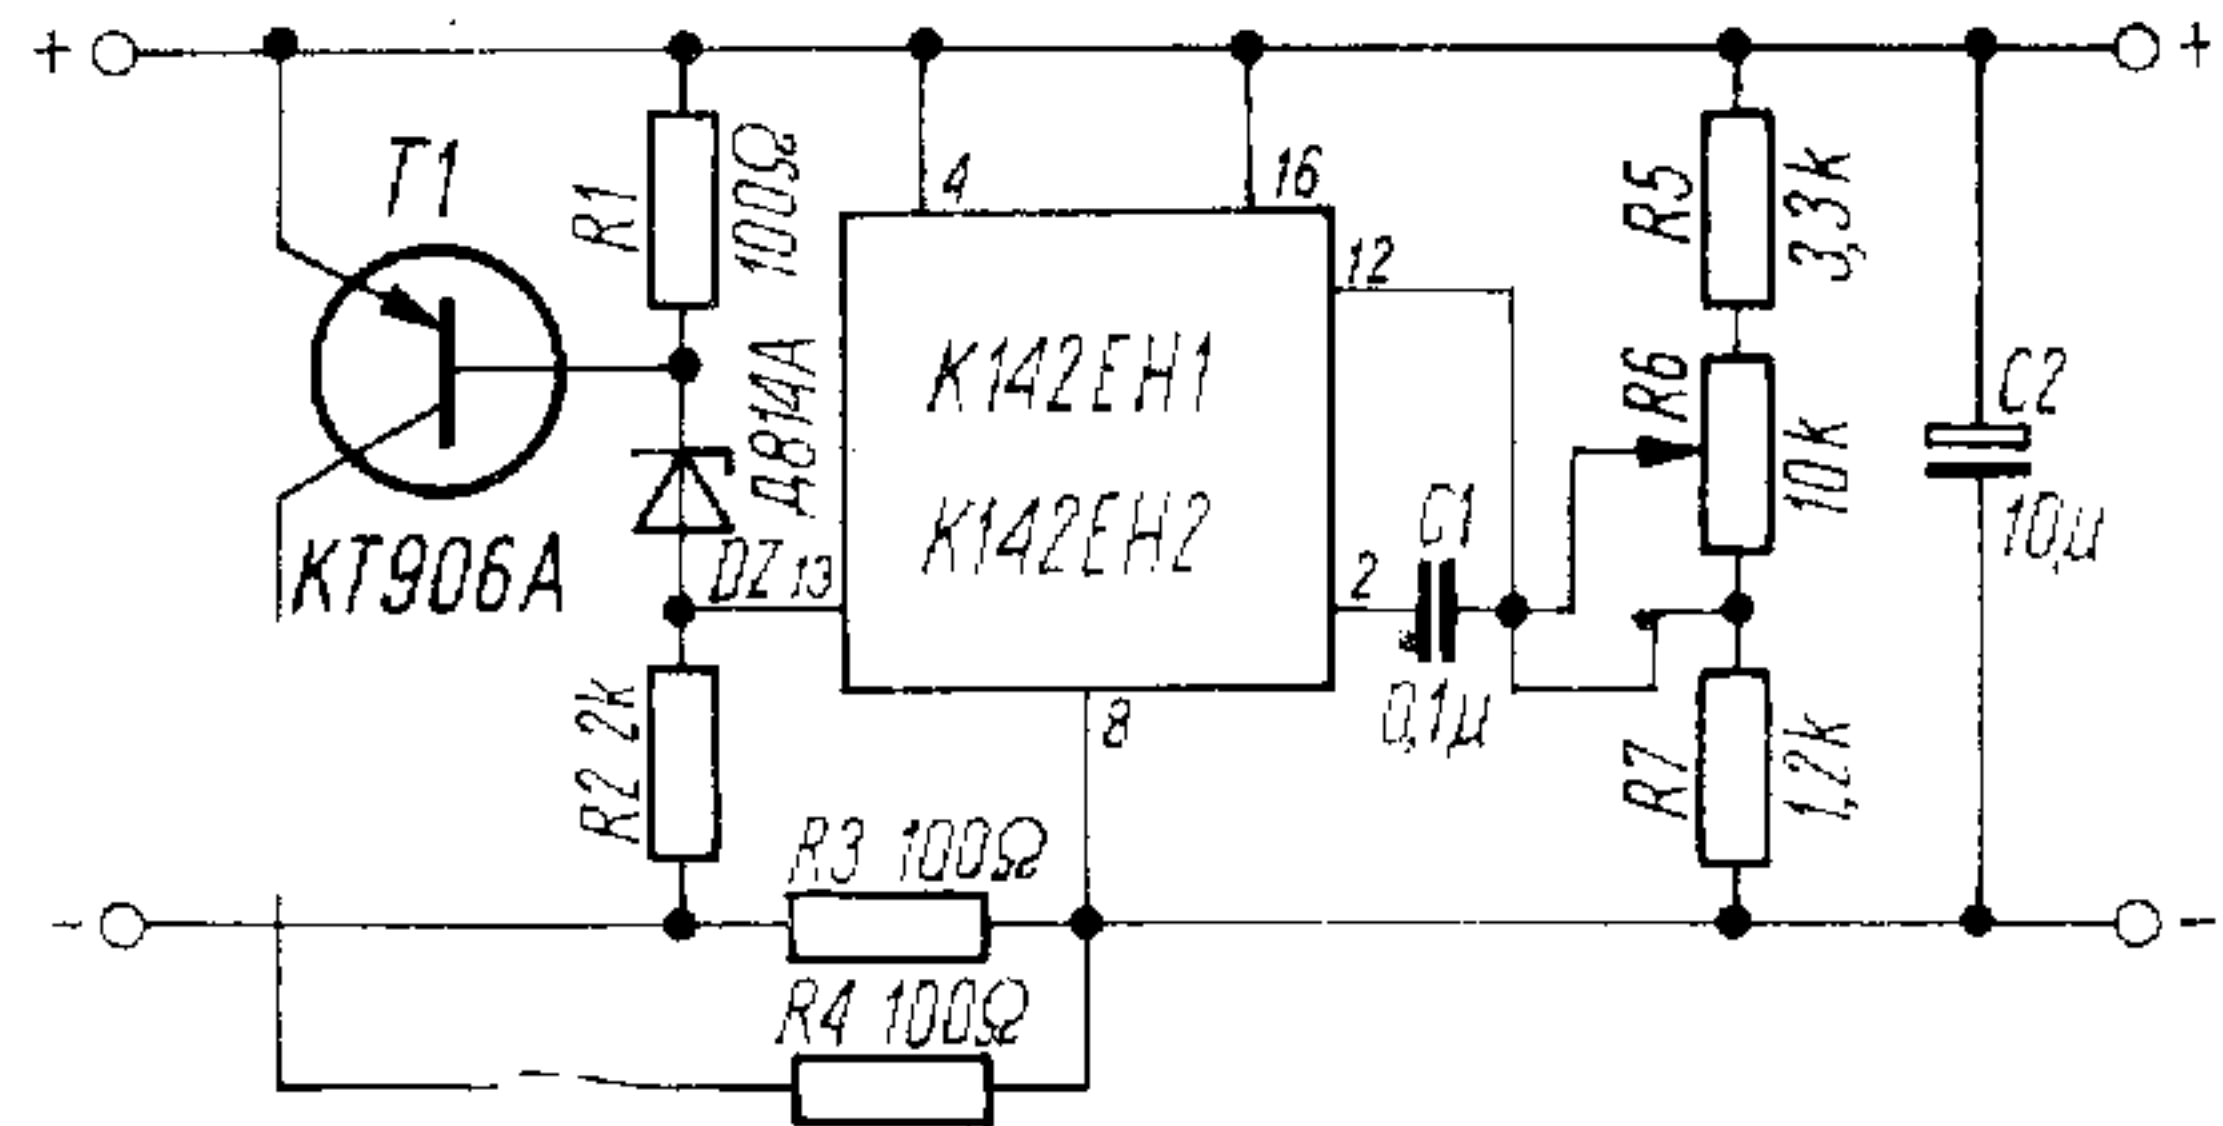 + +
T1
KT906A
R1
100Ω
Д814А
DZ 13
4
16
12
2
8
K142EH1
K142EH2
C1
0,1μ
R5
3,3k
R6
10k
R7
1,2k
C2
10μ
R2 2k
R3 100Ω
R4 100Ω
- -